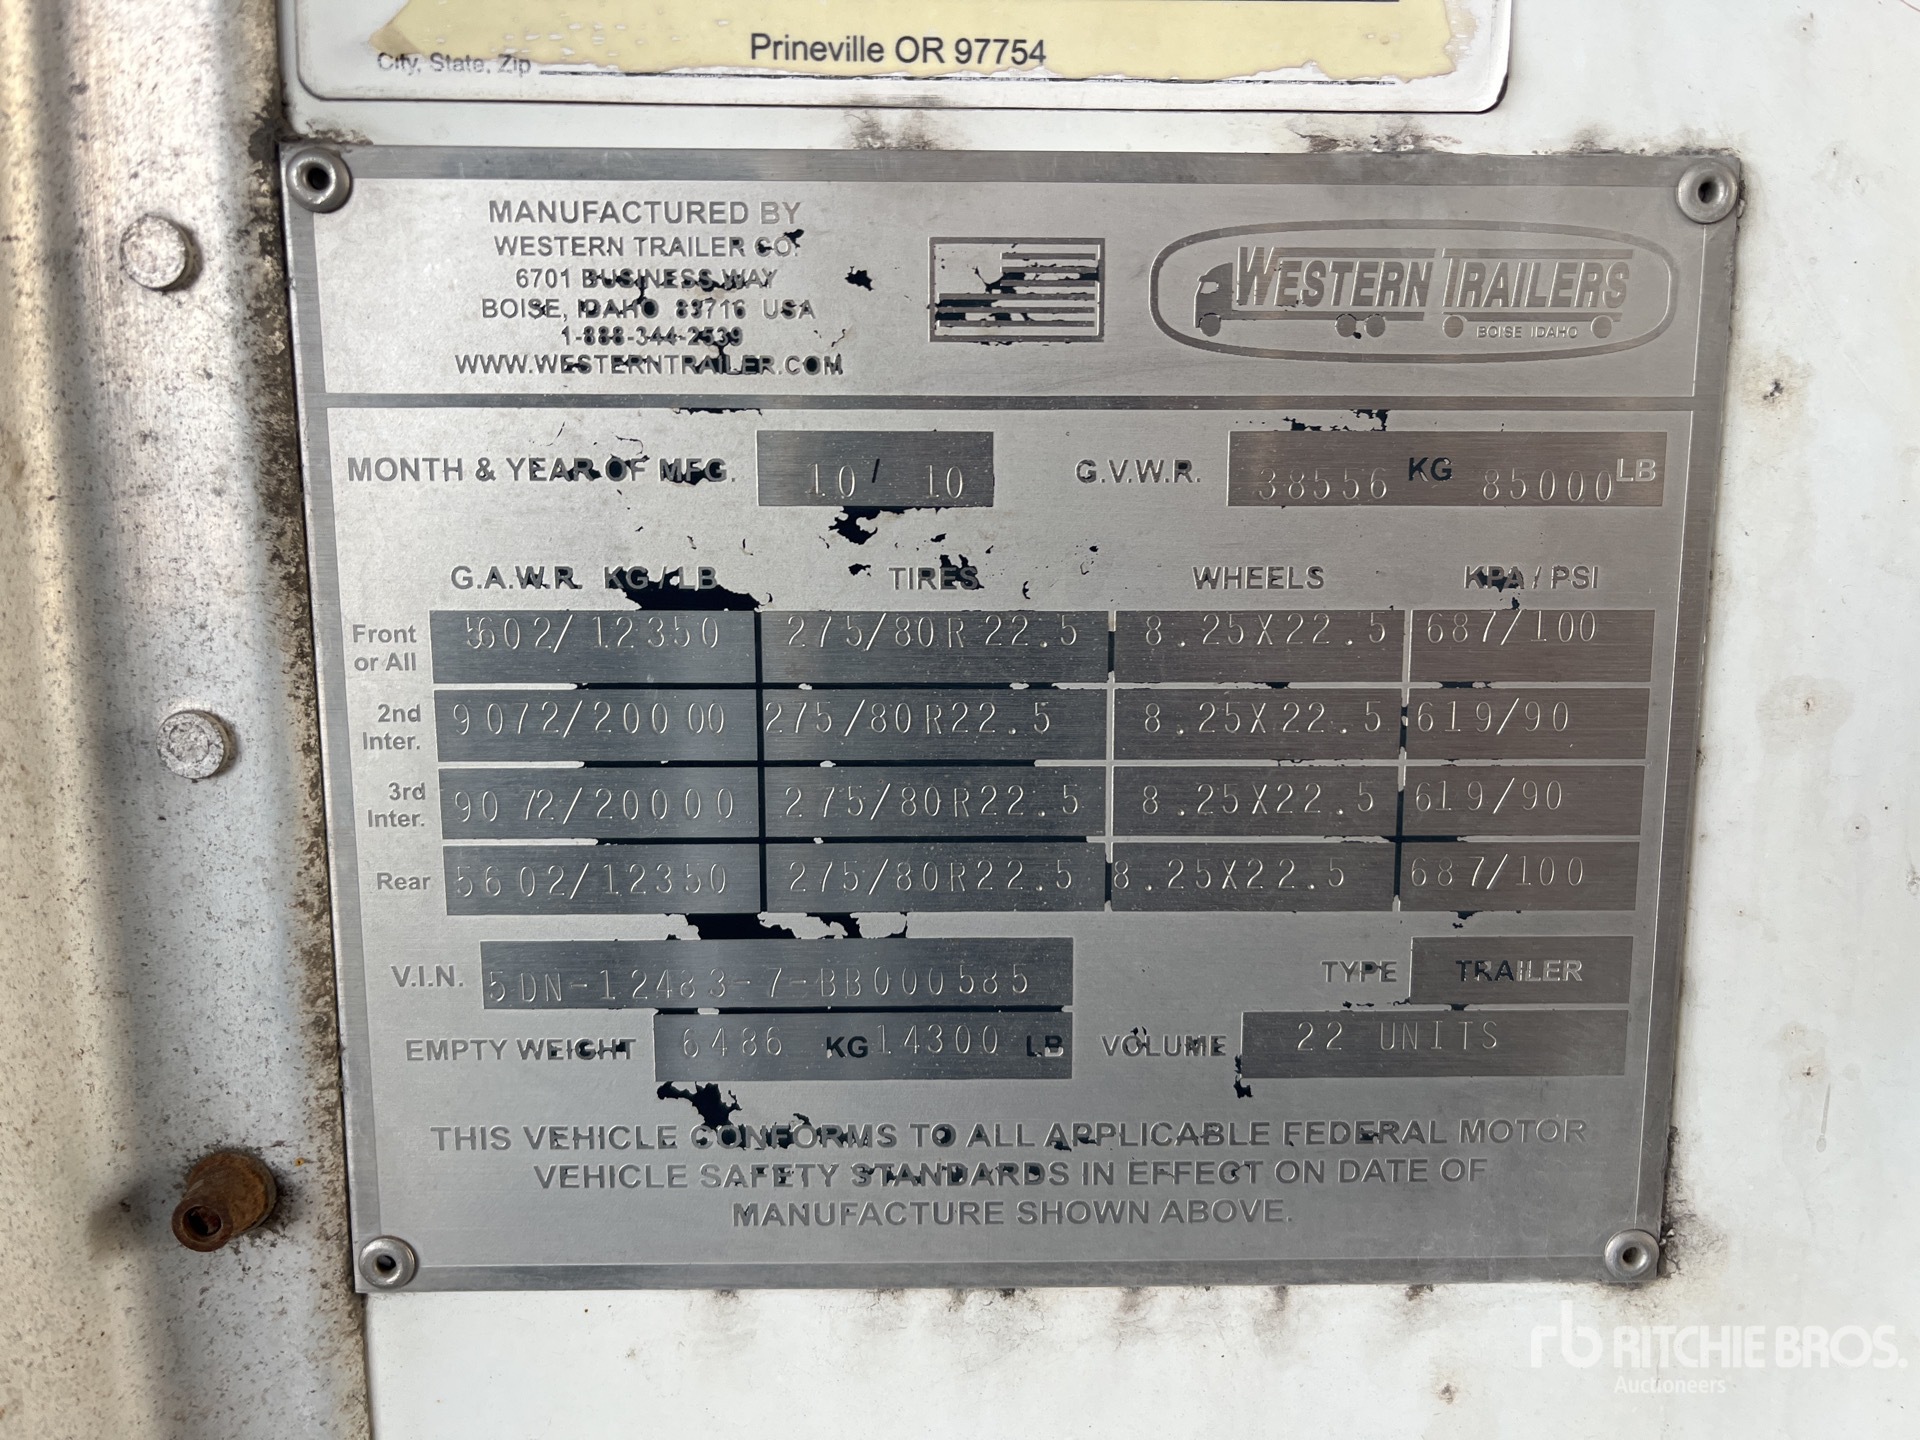 Prineville OR 97754
City, State, Zip
MANUFACTURED BY
WESTERN TRAILER CO.
6701 BUSINESS WAY
BOISE, IDAHO 83716 USA
1-888-344-2539
WWW.WESTERNTRAILER.COM
WESTERN TRAILERS
BOISE IDAHO
MONTH & YEAR OF MFG. 10 / 10 G.V.W.R. 38556 KG 85000 LB
G.A.W.R. KG / LB TIRES WHEELS KPA / PSI
Front or All 5602/12350 275/80R22.5 8.25X22.5 687/100
2nd Inter. 9072/20000 275/80R22.5 8.25X22.5 619/90
3rd Inter. 9072/20000 275/80R22.5 8.25X22.5 619/90
Rear 5602/12350 275/80R22.5 8.25X22.5 687/100
V.I.N. 5DN-12483-7-BB000585 TYPE TRAILER
EMPTY WEIGHT 6486 KG 14300 LB VOLUME 22 UNITS
THIS VEHICLE CONFORMS TO ALL APPLICABLE FEDERAL MOTOR
VEHICLE SAFETY STANDARDS IN EFFECT ON DATE OF
MANUFACTURE SHOWN ABOVE.
rb RITCHIE BROS.
Auctioneers